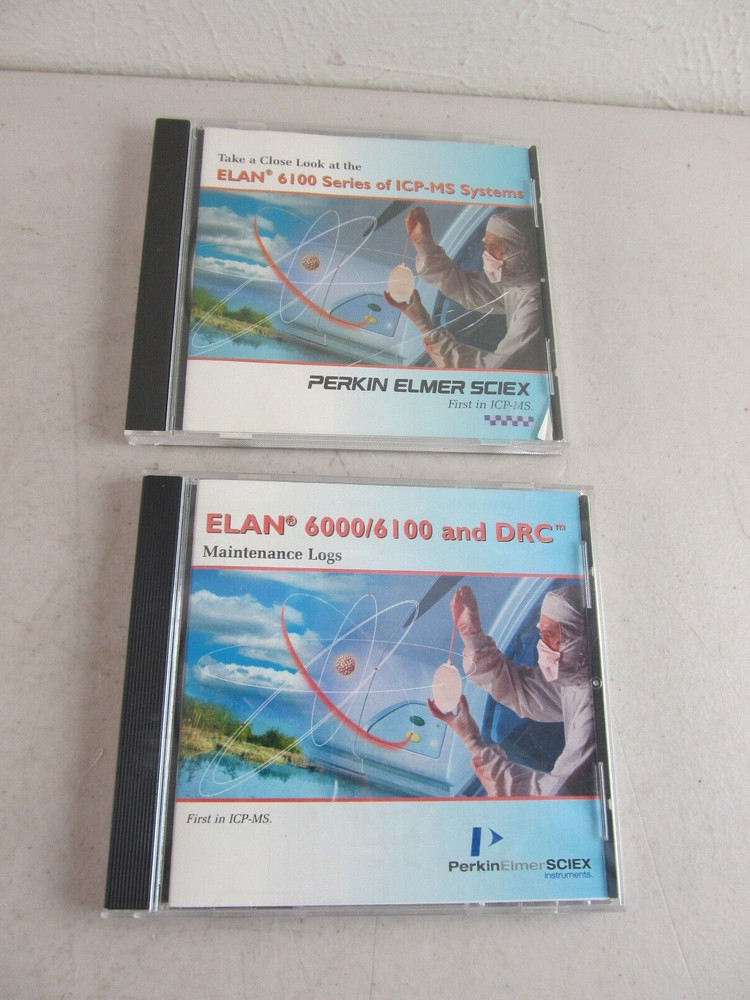 Take a Close Look at the
ELAN® 6100 Series of ICP-MS Systems
PERKIN ELMER SCIEX
First in ICP-MS.
ELAN® 6000/6100 and DRC™
Maintenance Logs
First in ICP-MS.
PerkinElmerSCIEX
instruments.